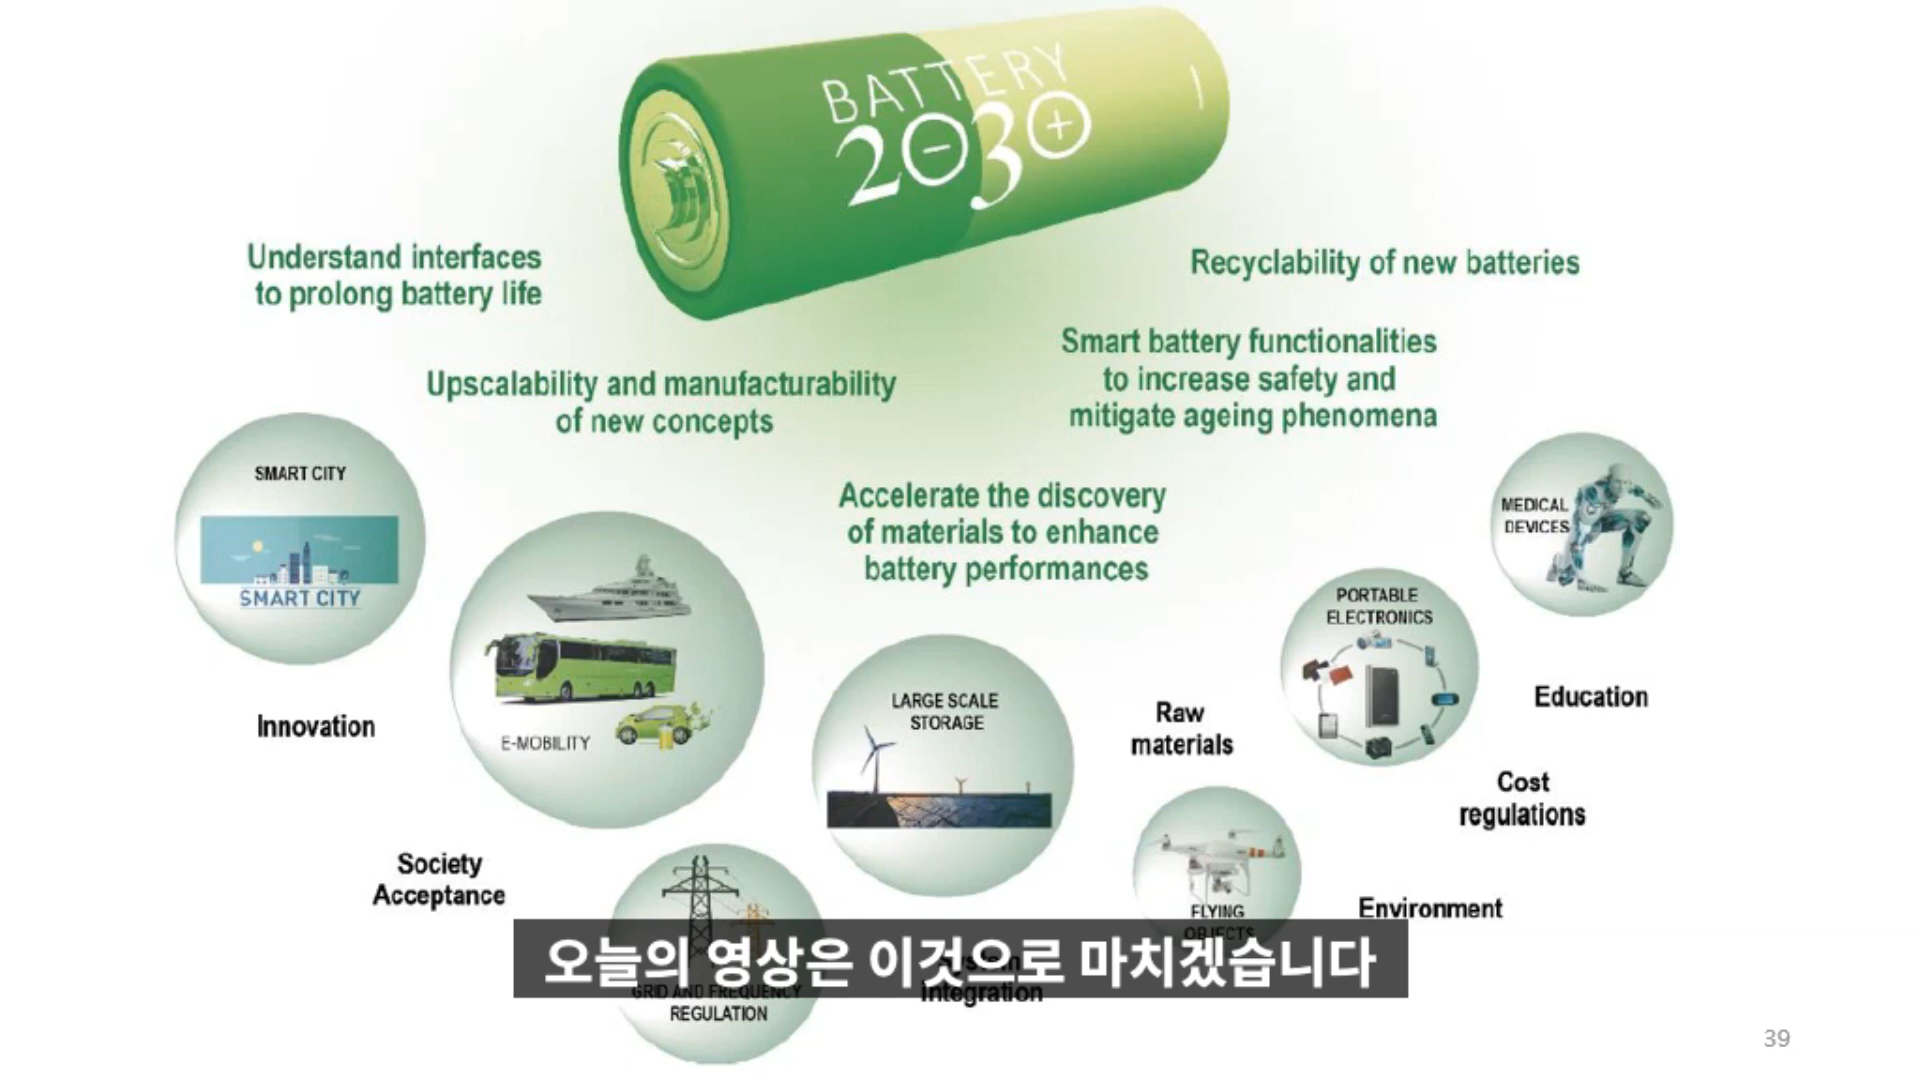 BATTERY
2030
Understand interfaces
to prolong battery life
Recyclability of new batteries
Smart battery functionalities
to increase safety and
mitigate ageing phenomena
Upscalability and manufacturability
of new concepts
Accelerate the discovery
of materials to enhance
battery performances
SMART CITY
SMART CITY
MEDICAL
DEVICES
PORTABLE
ELECTRONICS
E-MOBILITY
LARGE SCALE
STORAGE
Raw
materials
Education
Innovation
Cost
regulations
Society
Acceptance
FLYING
OBJECTS
Environment
오늘의 영상은 이것으로 마치겠습니다
System
Integration
GRID AND FREQUENCY
REGULATION
39